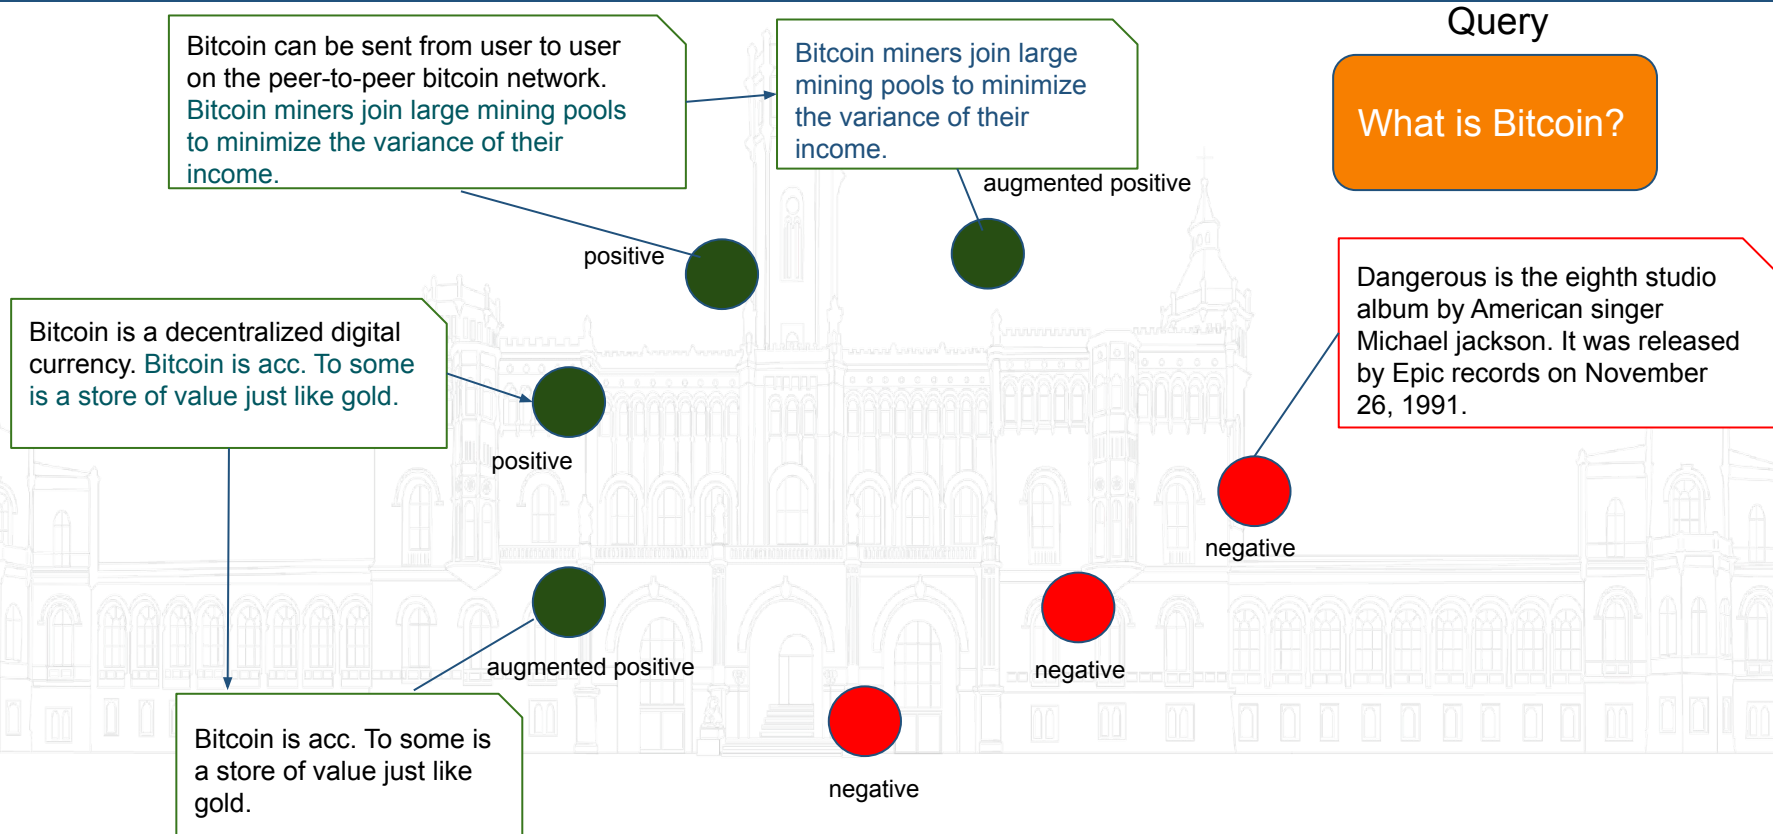 Query
What is Bitcoin?
Bitcoin can be sent from user to user
on the peer-to-peer bitcoin network.
Bitcoin miners join large mining pools
to minimize the variance of their
income.
Bitcoin miners join large
mining pools to minimize
the variance of their
income.
augmented positive
positive
Dangerous is the eighth studio
album by American singer
Michael jackson. It was released
by Epic records on November
26, 1991.
Bitcoin is a decentralized digital
currency. Bitcoin is acc. To some
is a store of value just like gold.
positive
negative
augmented positive
negative
Bitcoin is acc. To some is
a store of value just like
gold.
negative